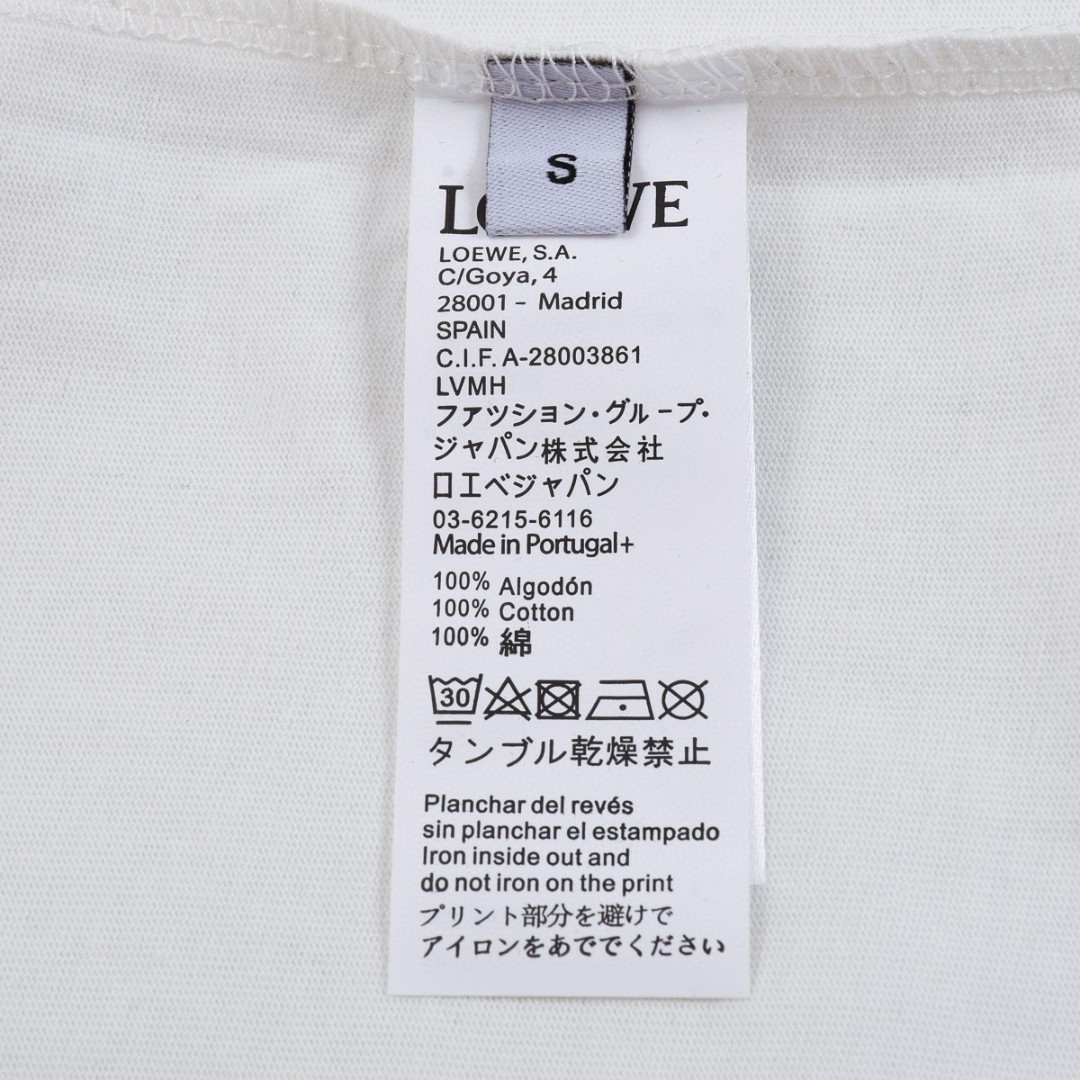 S
LOEWE, S.A.
C/Goya, 4
28001 - Madrid
SPAIN
C.I.F. A-28003861
LVMH
ファツション・グループ・
ジャパン株式会社
ロエベジャパン
03-6215-6116
Made in Portugal+
100% Algodón
100% Cotton
100% 綿
30
タンブル乾燥禁止
Planchar del revés
sin planchar el estampado
Iron inside out and
do not iron on the print
プリント部分を避けで
アイロンをあででください